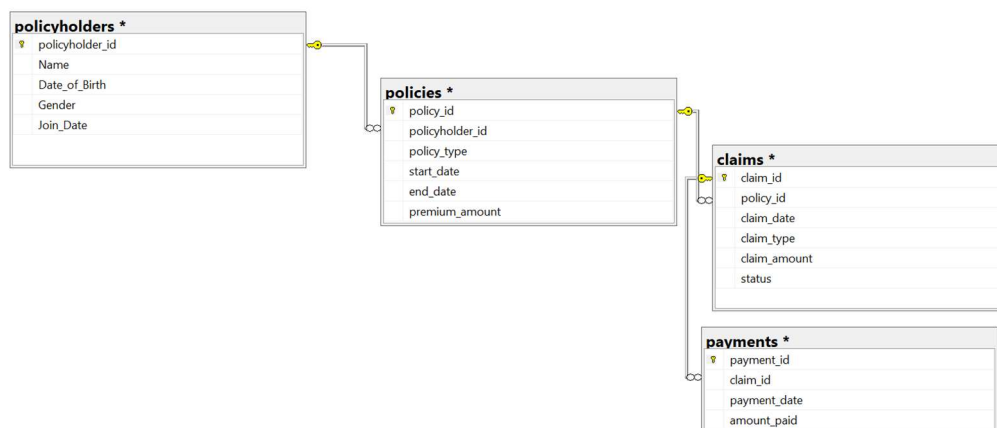 policyholders *
policyholder_id
Name
Date_of_Birth
Gender
Join_Date
policies *
policy_id
policyholder_id
policy_type
start_date
end_date
premium_amount
claims *
claim_id
policy_id
claim_date
claim_type
claim_amount
status
payments *
payment_id
claim_id
payment_date
amount_paid